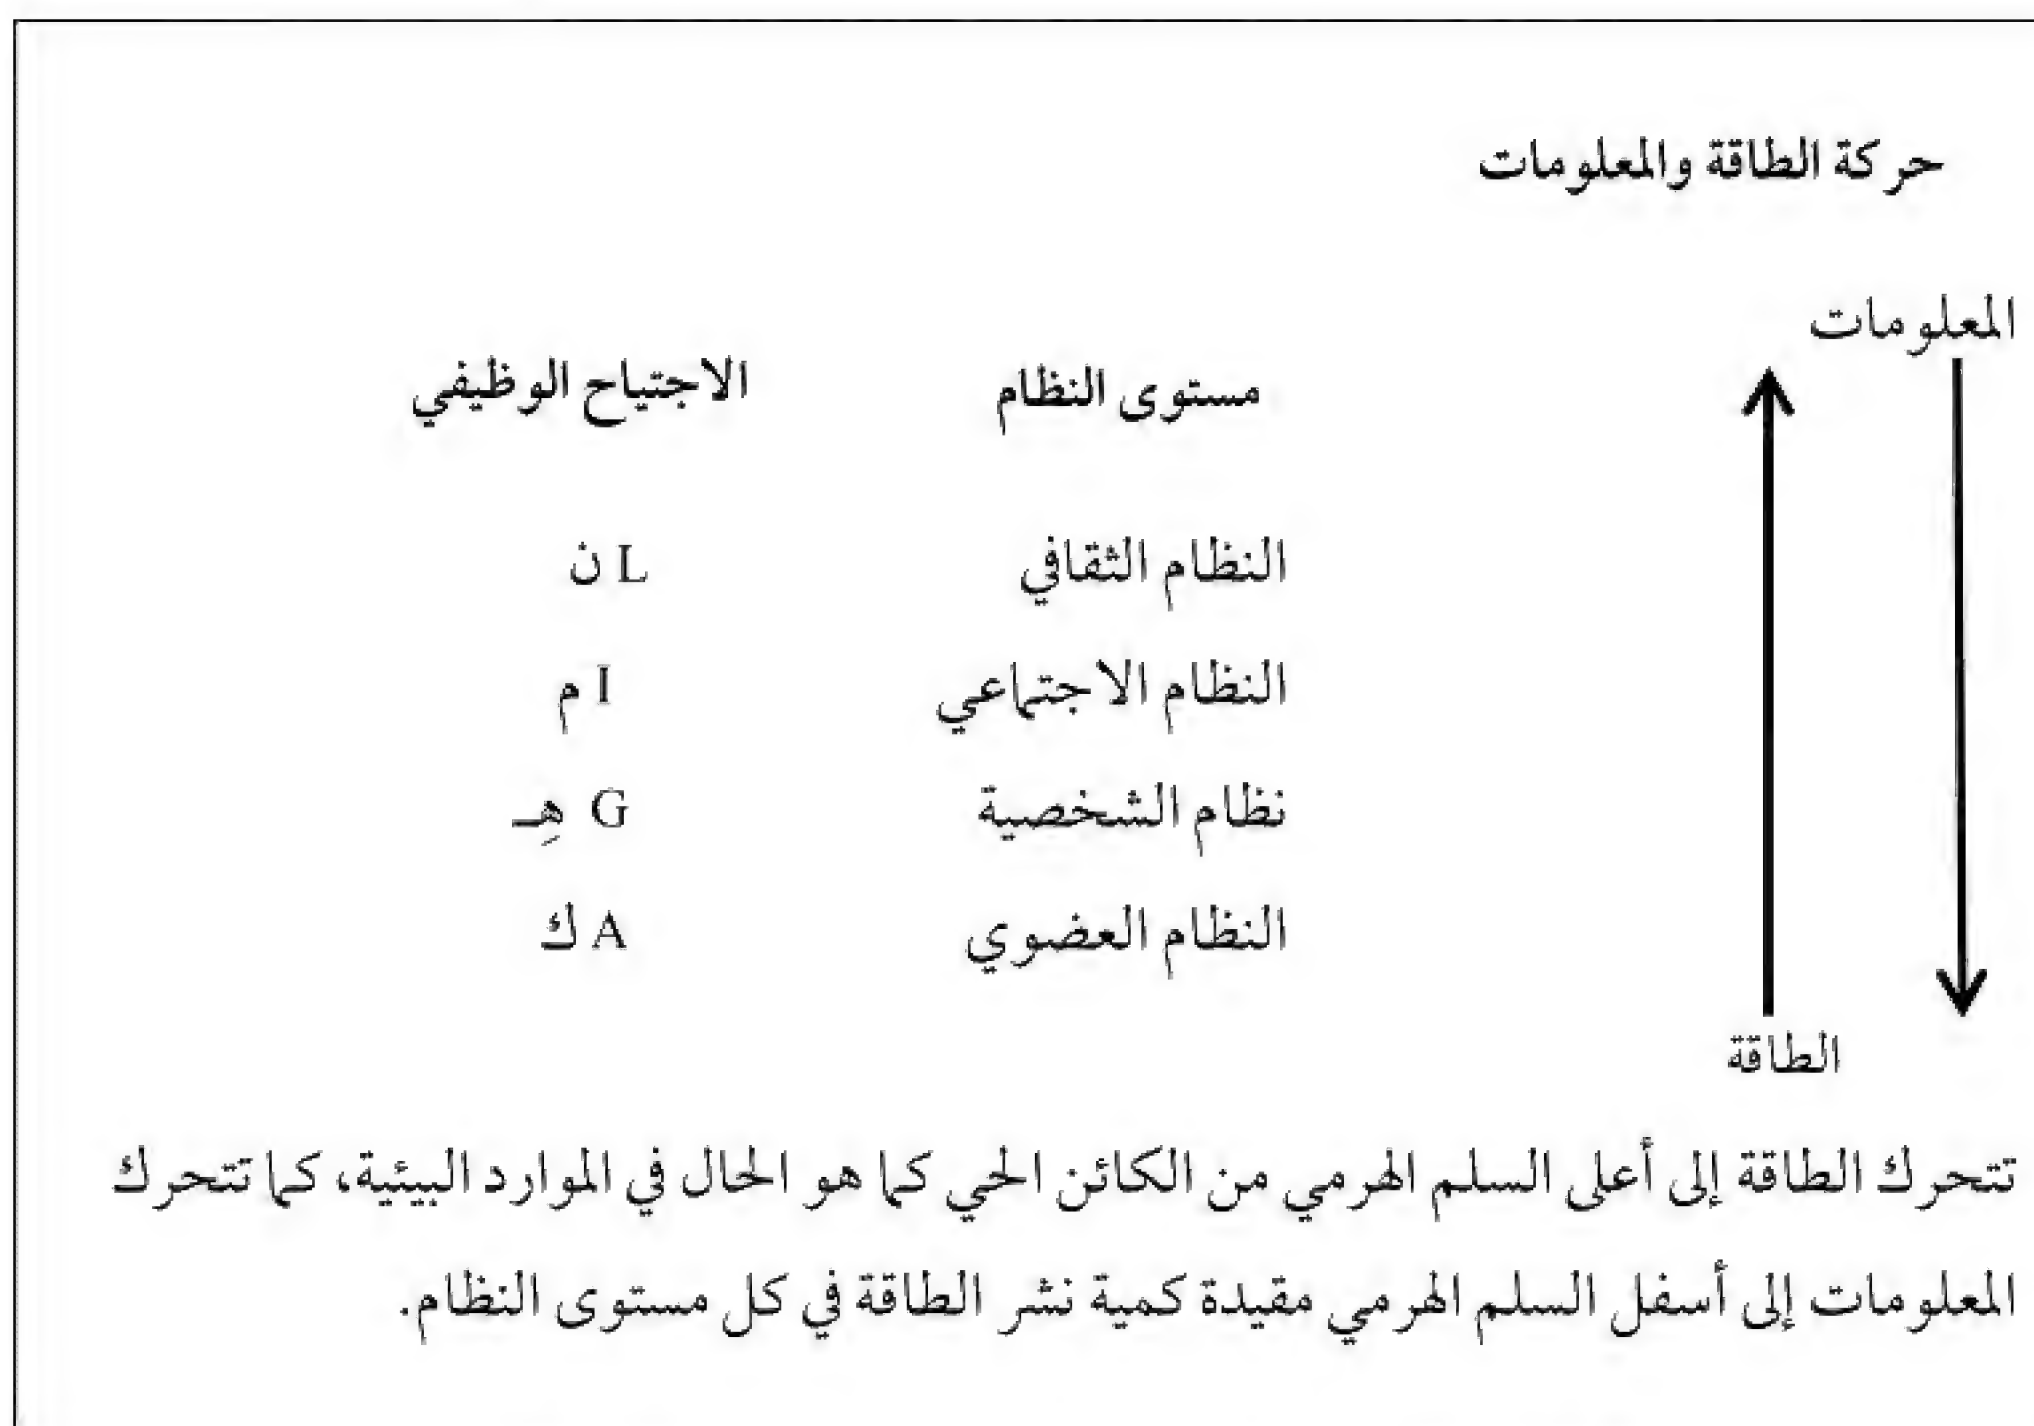 حركة الطاقة والمعلومات
المعلومات
مستوى النظام الاجتياح الوظيفي
النظام الثقافي L ن
النظام الاجتماعي I م
نظام الشخصية G هِـ
النظام العضوي A ك
الطاقة
تتحرك الطاقة إلى أعلى السلم الهرمي من الكائن الحي كما هو الحال في الموارد البيئية، كما تتحرك
المعلومات إلى أسفل السلم الهرمي مقيدة كمية نشر الطاقة في كل مستوى النظام.